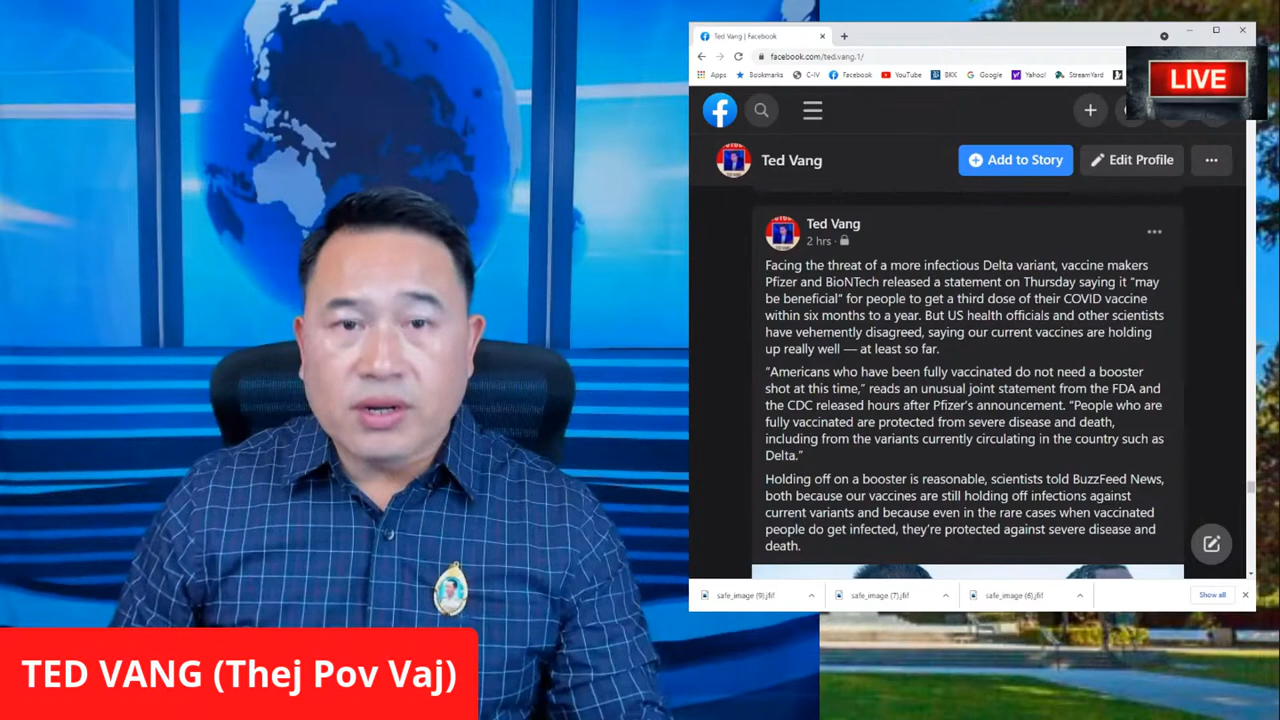 Ted Vang | Facebook
facebook.com/ted.vang.1/
Apps Bookmarks C-IV Facebook YouTube BKK Google Yahoo! StreamYard
LIVE
Ted Vang
Add to Story
Edit Profile
Ted Vang
2 hrs
Facing the threat of a more infectious Delta variant, vaccine makers
Pfizer and BioNTech released a statement on Thursday saying it “may
be beneficial” for people to get a third dose of their COVID vaccine
within six months to a year. But US health officials and other scientists
have vehemently disagreed, saying our current vaccines are holding
up really well — at least so far.
“Americans who have been fully vaccinated do not need a booster
shot at this time,” reads an unusual joint statement from the FDA and
the CDC released hours after Pfizer’s announcement. “People who are
fully vaccinated are protected from severe disease and death,
including from the variants currently circulating in the country such as
Delta.”
Holding off on a booster is reasonable, scientists told BuzzFeed News,
both because our vaccines are still holding off infections against
current variants and because even in the rare cases when vaccinated
people do get infected, they’re protected against severe disease and
death.
safe_image (9).jfif
safe_image (7).jfif
safe_image (6).jfif
Show all
TED VANG (Thej Pov Vaj)